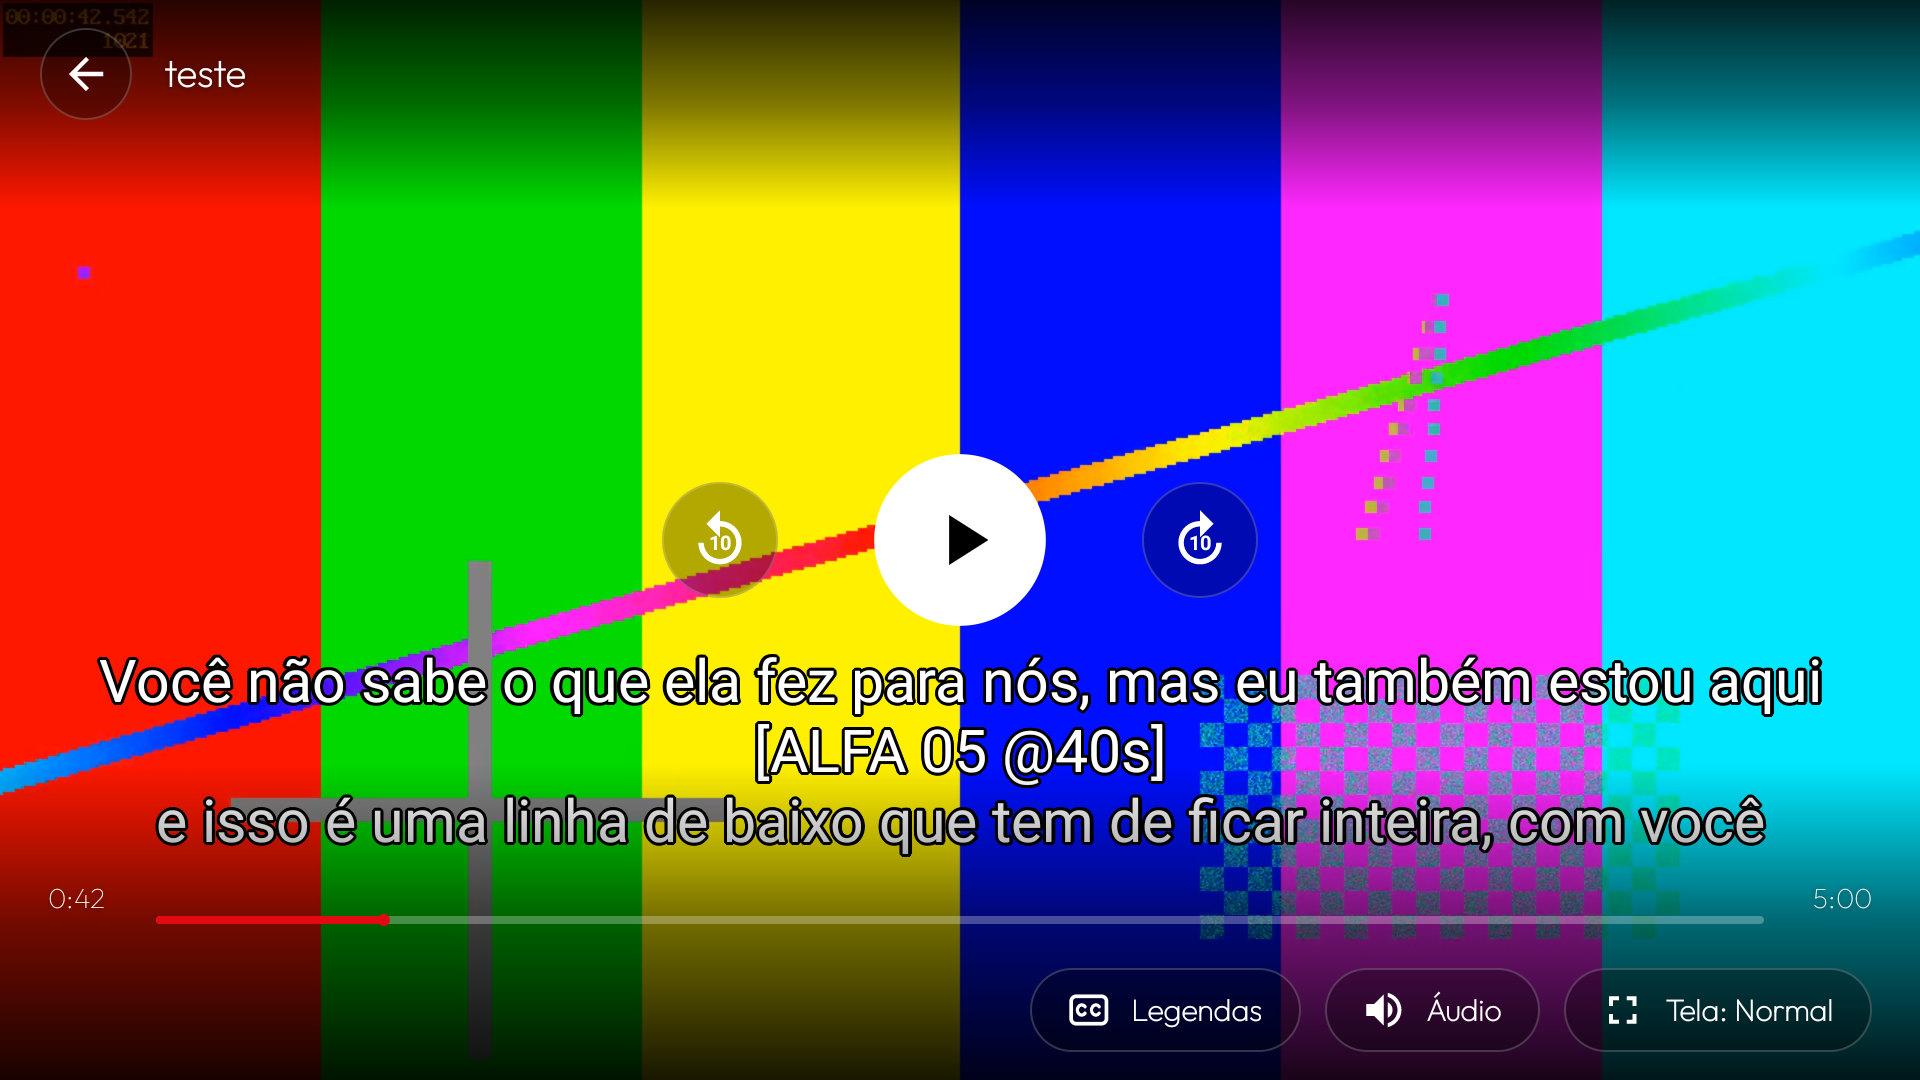 00:00:42.542
1021
teste
10
10
Você não sabe o que ela fez para nós, mas eu também estou aqui
[ALFA 05 @40s]
e isso é uma linha de baixo que tem de ficar inteira, com você
0:42
5:00
CC Legendas
Áudio
Tela: Normal